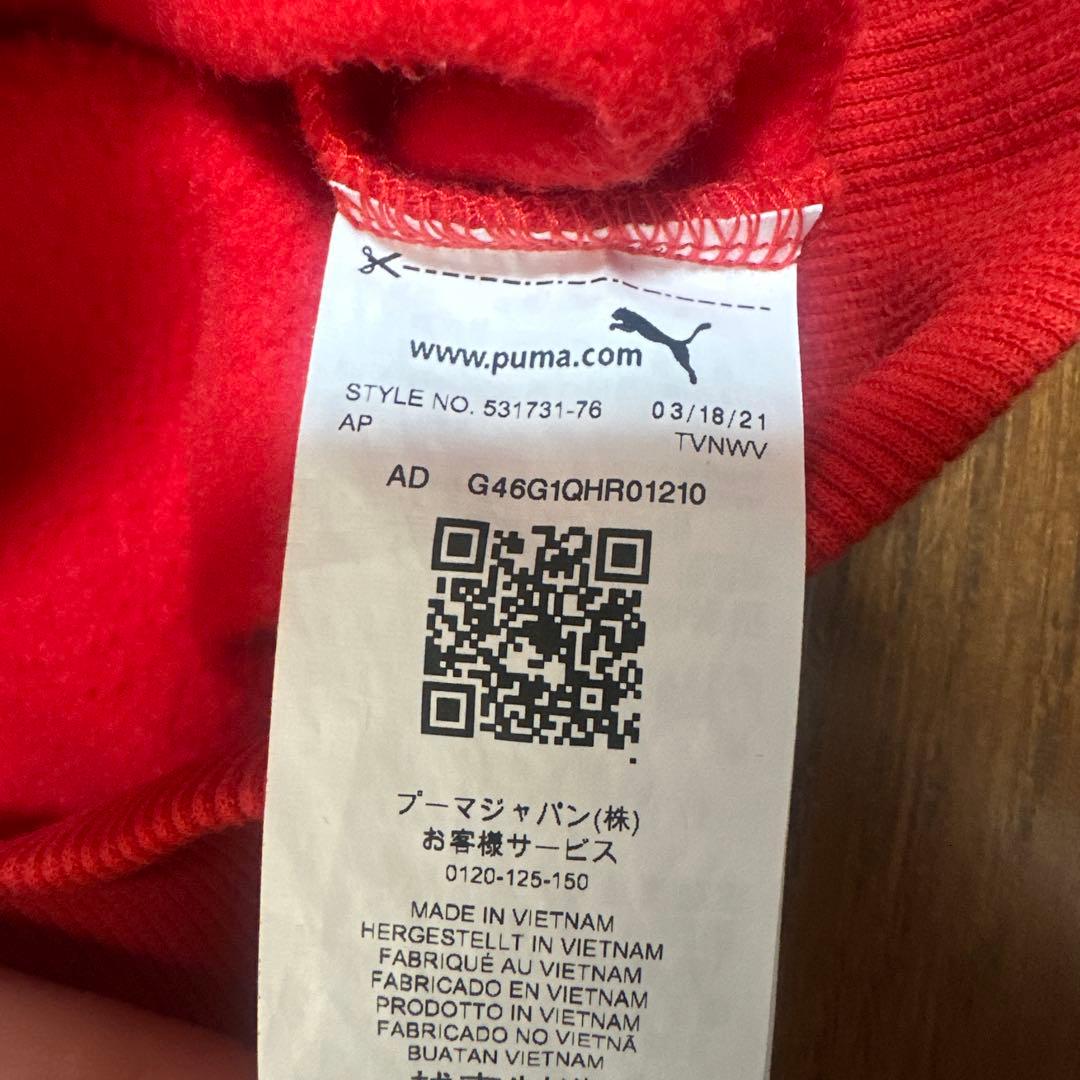 www.puma.com
STYLE NO. 531731-76 03/18/21
AP TVNWV
AD G46G1QHR01210
プーマジャパン(株)
お客様サービス
0120-125-150
MADE IN VIETNAM
HERGESTELLT IN VIETNAM
FABRIQUÉ AU VIETNAM
FABRICADO EN VIETNAM
PRODOTTO IN VIETNAM
FABRICADO NO VIETNÃ
BUATAN VIETNAM